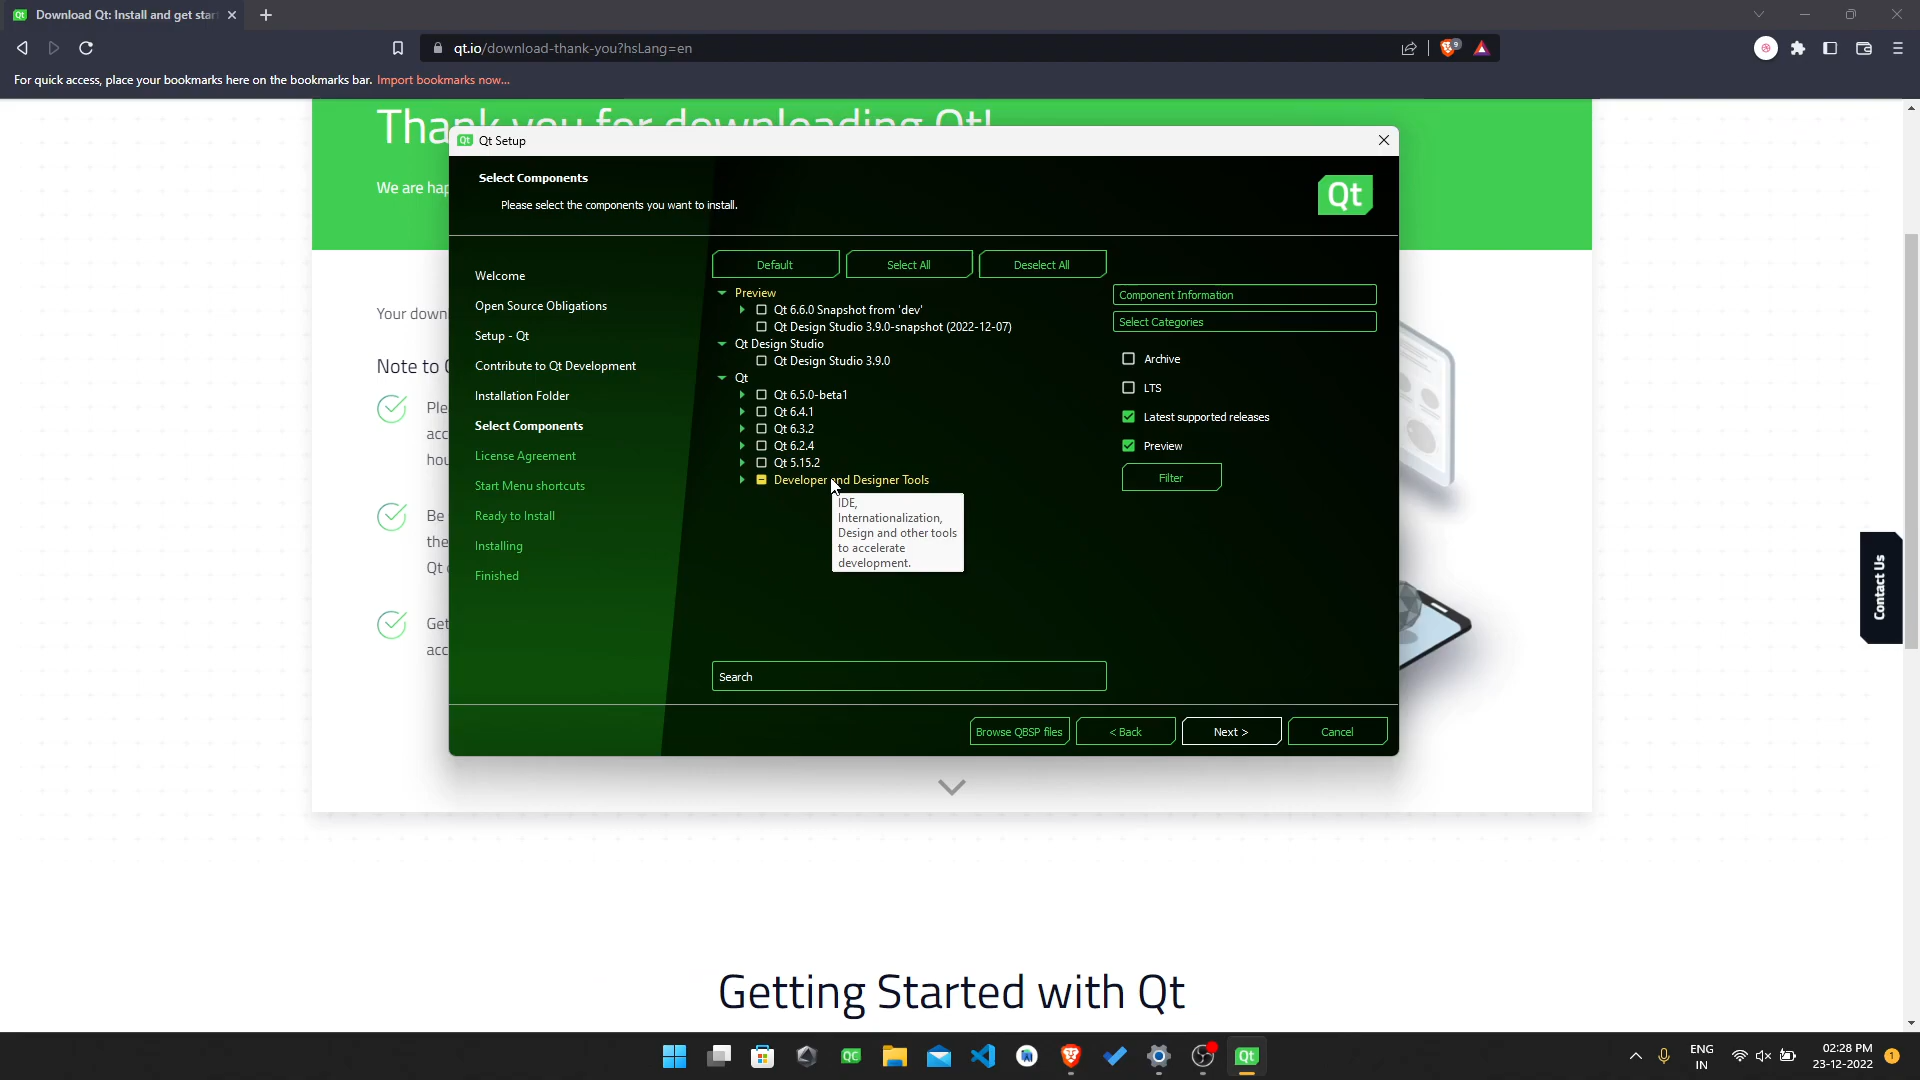 Download Qt: Install and get star
qt.io/download-thank-you?hsLang=en
9
For quick access, place your bookmarks here on the bookmarks bar. Import bookmarks now...
Thank you for downloading Qt!
We are hap
Your down
Note to
Ple
acc
hou
Be
the
Qt
Get
acc
Qt Setup
Select Components
Please select the components you want to install.
Qt
Welcome
Open Source Obligations
Setup - Qt
Contribute to Qt Development
Installation Folder
Select Components
License Agreement
Start Menu shortcuts
Ready to Install
Installing
Finished
Default
Select All
Deselect All
Preview
Qt 6.6.0 Snapshot from 'dev'
Qt Design Studio 3.9.0-snapshot (2022-12-07)
Qt Design Studio
Qt Design Studio 3.9.0
Qt
Qt 6.5.0-beta1
Qt 6.4.1
Qt 6.3.2
Qt 6.2.4
Qt 5.15.2
Developer and Designer Tools
IDE,
Internationalization,
Design and other tools
to accelerate
development.
Component Information
Select Categories
Archive
LTS
Latest supported releases
Preview
Filter
Search
Browse QBSP files
< Back
Next >
Cancel
Contact Us
Getting Started with Qt
QC
Qt
ENG
IN
02:28 PM
23-12-2022
1